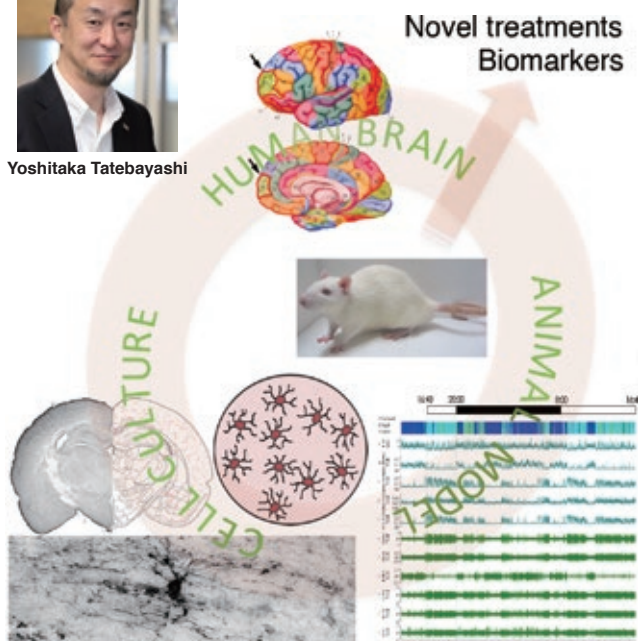 Novel treatments
Biomarkers
Yoshitaka Tatebayashi
HUMAN BRAIN
ANIMAL MODEL
CELL CULTURE